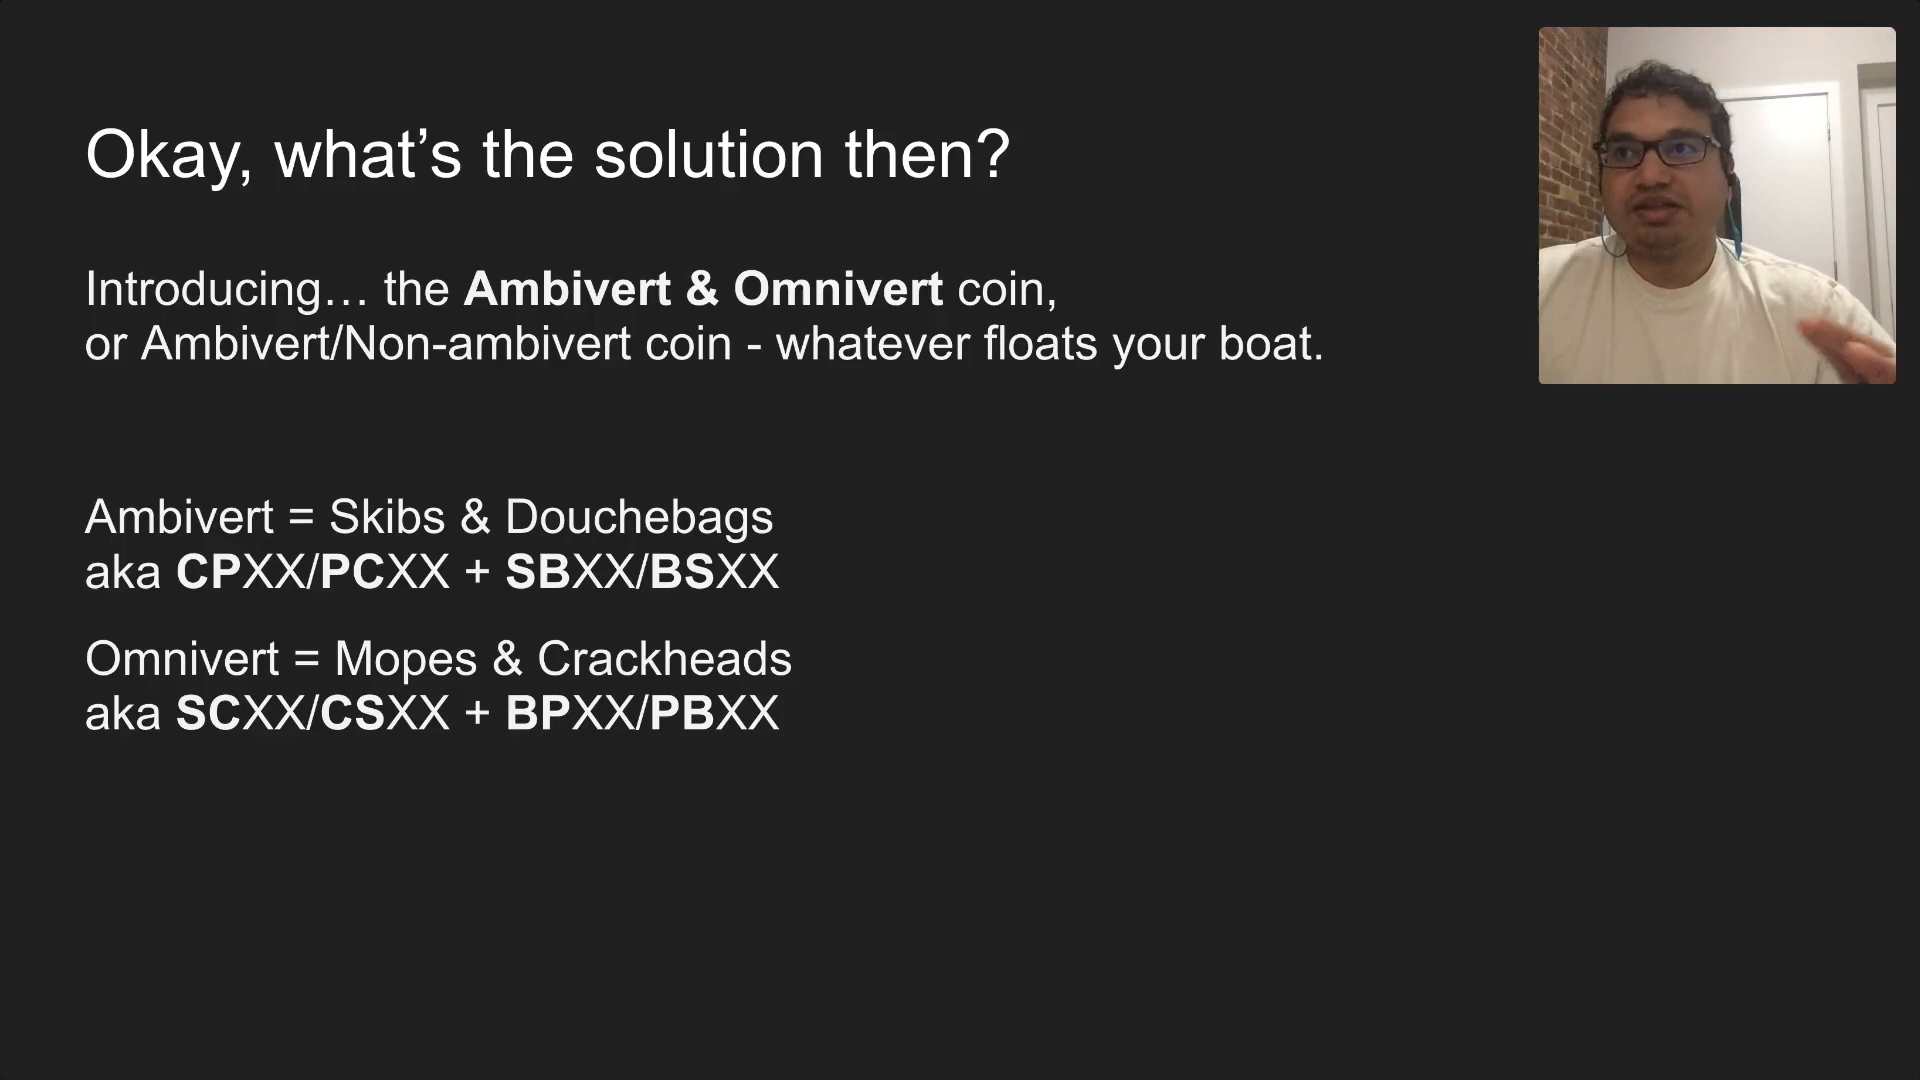 Okay, what’s the solution then?
Introducing… the Ambivert & Omnivert coin,
or Ambivert/Non-ambivert coin - whatever floats your boat.
Ambivert = Skibs & Douchebags
aka CPXX/PCXX + SBXX/BSXX
Omnivert = Mopes & Crackheads
aka SCXX/CSXX + BPXX/PBXX